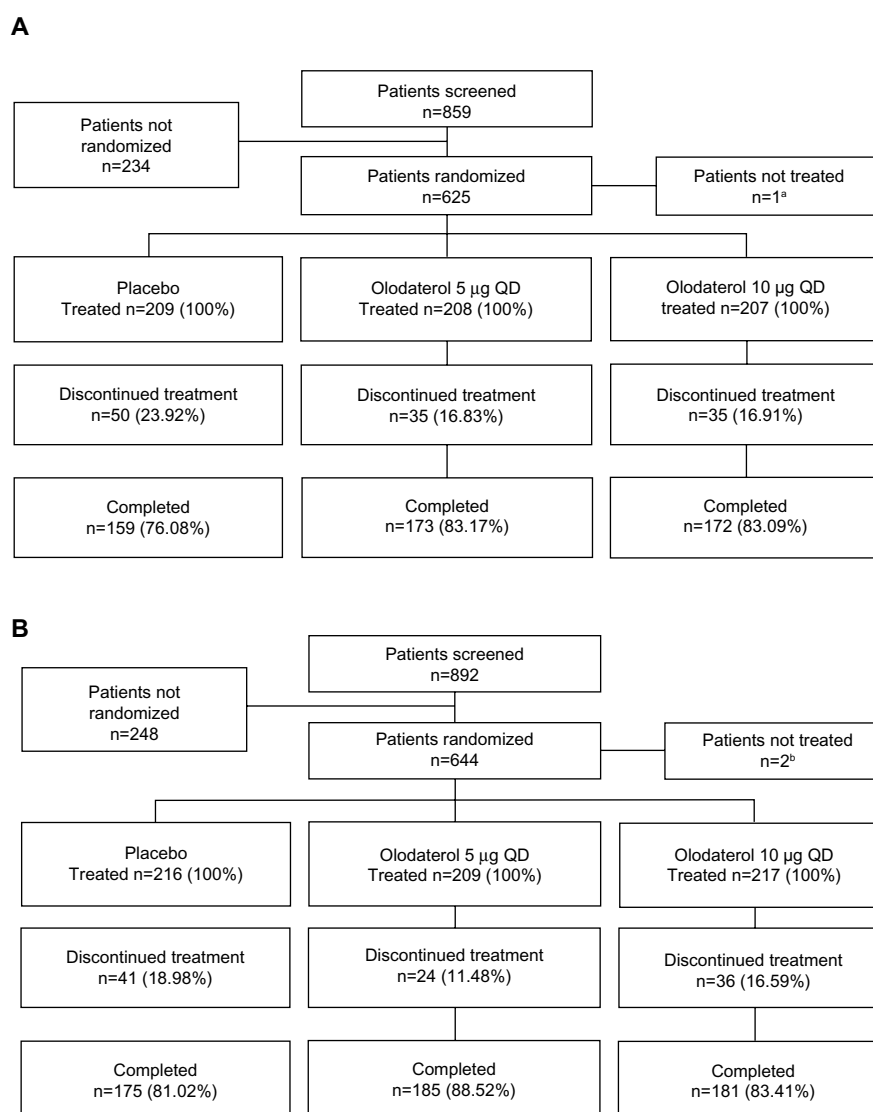 A
Patients screened
n=859
Patients not
randomized
n=234
Patients randomized
n=625
Patients not treated
n=1ᵃ
Placebo
Treated n=209 (100%)
Olodaterol 5 μg QD
Treated n=208 (100%)
Olodaterol 10 μg QD
treated n=207 (100%)
Discontinued treatment
n=50 (23.92%)
Discontinued treatment
n=35 (16.83%)
Discontinued treatment
n=35 (16.91%)
Completed
n=159 (76.08%)
Completed
n=173 (83.17%)
Completed
n=172 (83.09%)
B
Patients screened
n=892
Patients not
randomized
n=248
Patients randomized
n=644
Patients not treated
n=2ᵇ
Placebo
Treated n=216 (100%)
Olodaterol 5 μg QD
Treated n=209 (100%)
Olodaterol 10 μg QD
Treated n=217 (100%)
Discontinued treatment
n=41 (18.98%)
Discontinued treatment
n=24 (11.48%)
Discontinued treatment
n=36 (16.59%)
Completed
n=175 (81.02%)
Completed
n=185 (88.52%)
Completed
n=181 (83.41%)